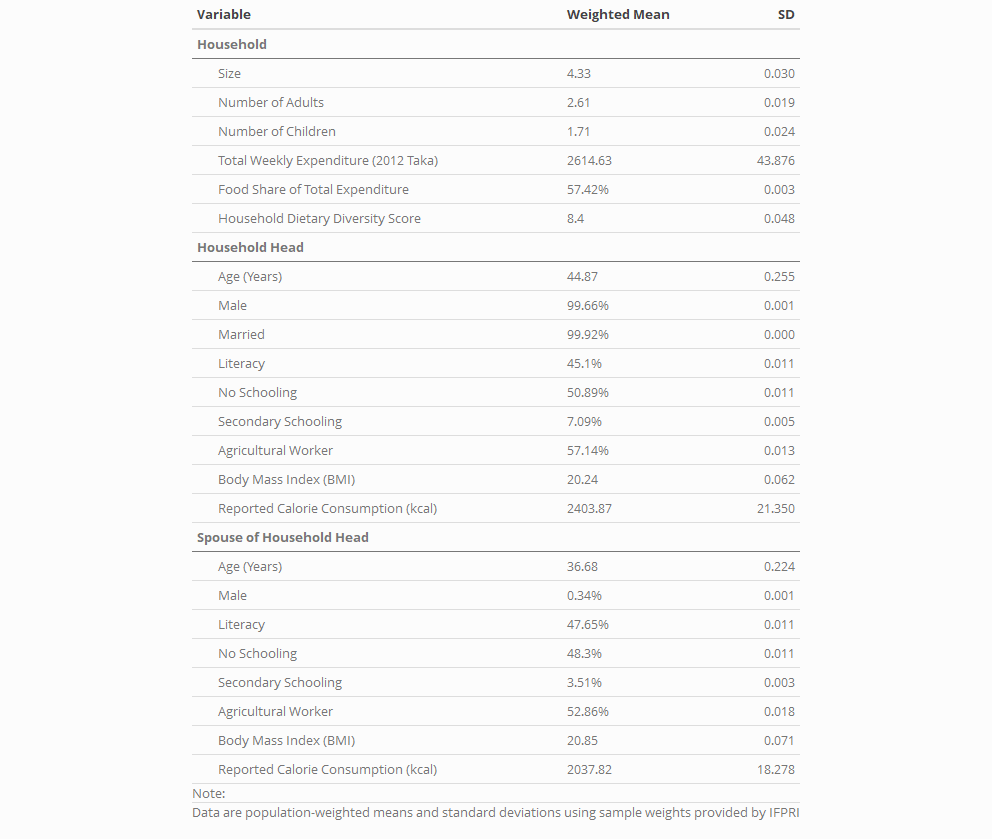 Variable Weighted Mean SD
Household
Size 4.33 0.030
Number of Adults 2.61 0.019
Number of Children 1.71 0.024
Total Weekly Expenditure (2012 Taka) 2614.63 43.876
Food Share of Total Expenditure 57.42% 0.003
Household Dietary Diversity Score 8.4 0.048
Household Head
Age (Years) 44.87 0.255
Male 99.66% 0.001
Married 99.92% 0.000
Literacy 45.1% 0.011
No Schooling 50.89% 0.011
Secondary Schooling 7.09% 0.005
Agricultural Worker 57.14% 0.013
Body Mass Index (BMI) 20.24 0.062
Reported Calorie Consumption (kcal) 2403.87 21.350
Spouse of Household Head
Age (Years) 36.68 0.224
Male 0.34% 0.001
Literacy 47.65% 0.011
No Schooling 48.3% 0.011
Secondary Schooling 3.51% 0.003
Agricultural Worker 52.86% 0.018
Body Mass Index (BMI) 20.85 0.071
Reported Calorie Consumption (kcal) 2037.82 18.278
Note:
Data are population-weighted means and standard deviations using sample weights provided by IFPRI